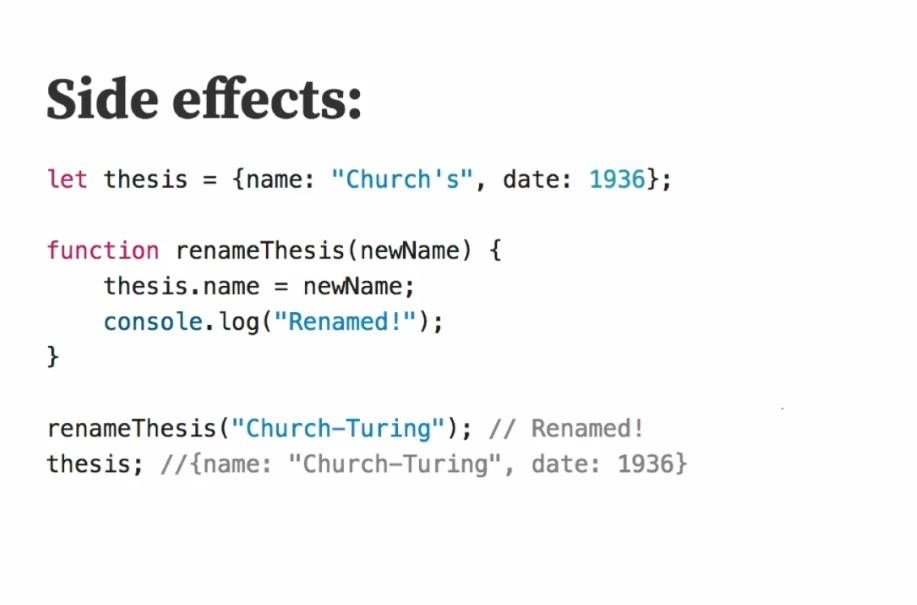 Side effects:
let thesis = {name: "Church's", date: 1936};
function renameThesis(newName) {
    thesis.name = newName;
    console.log("Renamed!");
}
renameThesis("Church–Turing"); // Renamed!
thesis; //{name: "Church–Turing", date: 1936}